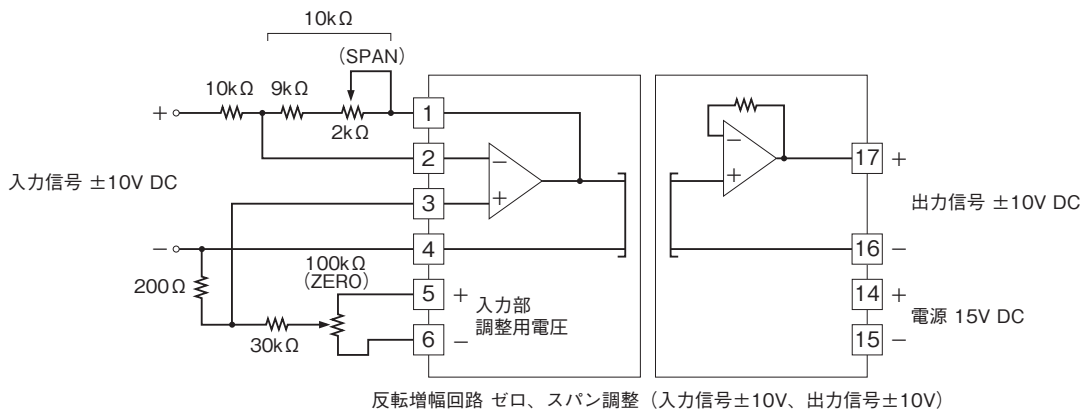 10kΩ
(SPAN)
10kΩ
9kΩ
2kΩ
+
1
2
3
4
5
6
−
+
入力信号 ±10V DC
−
200Ω
100kΩ
(ZERO)
30kΩ
+
入力部
調整用電圧
−
−
+
17
+
出力信号 ±10V DC
16
−
14
+
電源 15V DC
15
−
反転増幅回路 ゼロ、スパン調整（入力信号±10V、出力信号±10V）